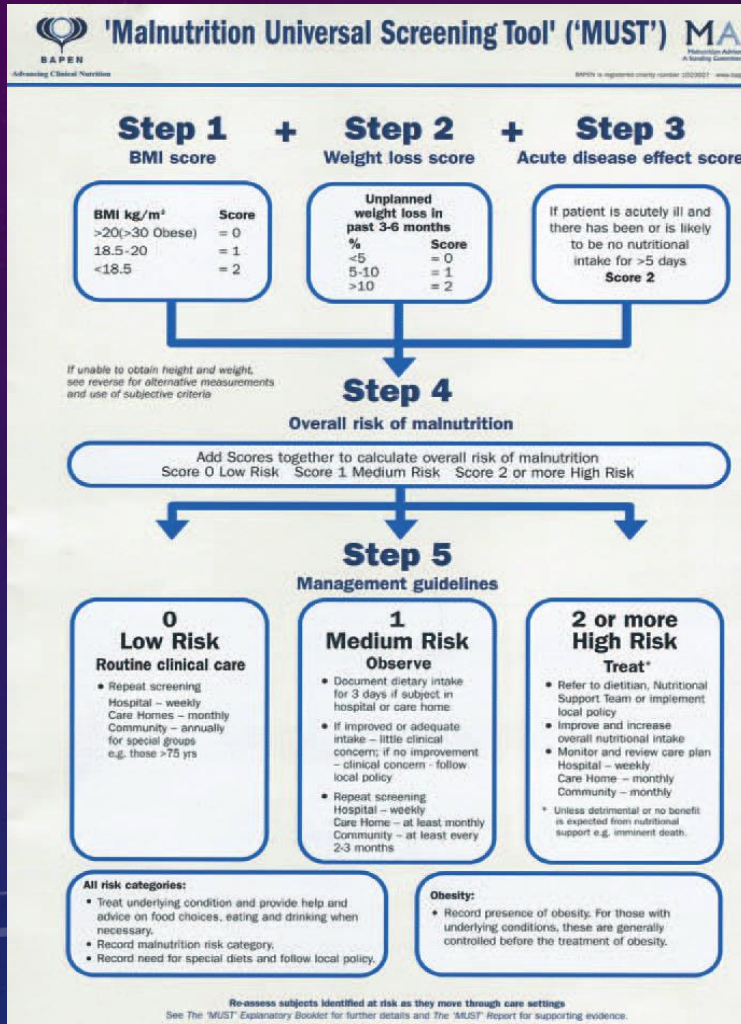 'Malnutrition Universal Screening Tool' ('MUST')
MA
BAPEN
Advancing Clinical Nutrition
BAPEN is registered charity number 1023927
Step 1 + Step 2 + Step 3
BMI score
Weight loss score
Acute disease effect score
BMI kg/m² Score
>20(>30 Obese) = 0
18.5-20 = 1
<18.5 = 2
Unplanned
weight loss in
past 3-6 months
% Score
<5 = 0
5-10 = 1
>10 = 2
If patient is acutely ill and
there has been or is likely
to be no nutritional
intake for >5 days
Score 2
If unable to obtain height and weight,
see reverse for alternative measurements
and use of subjective criteria
Step 4
Overall risk of malnutrition
Add Scores together to calculate overall risk of malnutrition
Score 0 Low Risk Score 1 Medium Risk Score 2 or more High Risk
Step 5
Management guidelines
0
Low Risk
Routine clinical care
• Repeat screening
Hospital – weekly
Care Homes – monthly
Community – annually
for special groups
e.g. those >75 yrs
1
Medium Risk
Observe
• Document dietary intake
for 3 days if subject in
hospital or care home
• If improved or adequate
intake – little clinical
concern; if no improvement
– clinical concern - follow
local policy
• Repeat screening
Hospital – weekly
Care Home – at least monthly
Community – at least every
2-3 months
2 or more
High Risk
Treat*
• Refer to dietitian, Nutritional
Support Team or implement
local policy
• Improve and increase
overall nutritional intake
• Monitor and review care plan
Hospital – weekly
Care Home – monthly
Community – monthly
* Unless detrimental or no benefit
is expected from nutritional
support e.g. imminent death.
All risk categories:
• Treat underlying condition and provide help and
advice on food choices, eating and drinking when
necessary.
• Record malnutrition risk category.
• Record need for special diets and follow local policy.
Obesity:
• Record presence of obesity. For those with
underlying conditions, these are generally
controlled before the treatment of obesity.
Re-assess subjects identified at risk as they move through care settings
See The 'MUST' Explanatory Booklet for further details and The 'MUST' Report for supporting evidence.